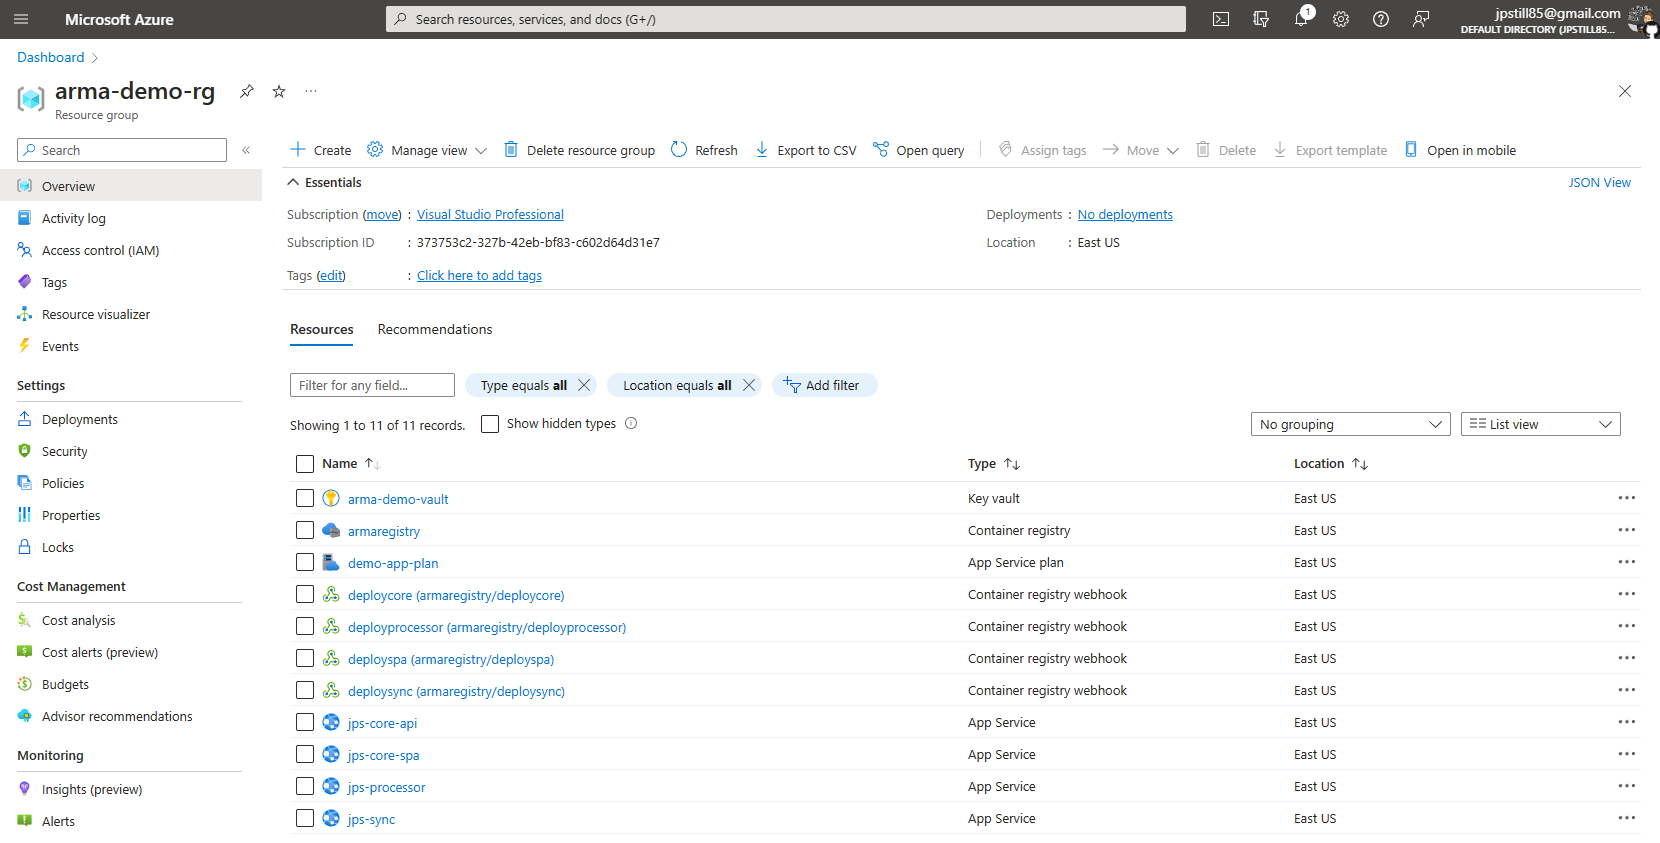 Microsoft Azure
Search resources, services, and docs (G+/)
1
jpstill85@gmail.com
DEFAULT DIRECTORY (JPSTILL85...
Dashboard
arma-demo-rg
Resource group
Search
Overview
Activity log
Access control (IAM)
Tags
Resource visualizer
Events
Settings
Deployments
Security
Policies
Properties
Locks
Cost Management
Cost analysis
Cost alerts (preview)
Budgets
Advisor recommendations
Monitoring
Insights (preview)
Alerts
Create Manage view Delete resource group Refresh Export to CSV Open query Assign tags Move Delete Export template Open in mobile
Essentials JSON View
Subscription (move) : Visual Studio Professional Deployments : No deployments
Subscription ID : 373753c2-327b-42eb-bf83-c602d64d31e7 Location : East US
Tags (edit) : Click here to add tags
Resources Recommendations
Filter for any field... Type equals all Location equals all Add filter
Showing 1 to 11 of 11 records. Show hidden types No grouping List view
Name Type Location
arma-demo-vault Key vault East US
armaregistry Container registry East US
demo-app-plan App Service plan East US
deploycore (armaregistry/deploycore) Container registry webhook East US
deployprocessor (armaregistry/deployprocessor) Container registry webhook East US
deployspa (armaregistry/deployspa) Container registry webhook East US
deploysync (armaregistry/deploysync) Container registry webhook East US
jps-core-api App Service East US
jps-core-spa App Service East US
jps-processor App Service East US
jps-sync App Service East US